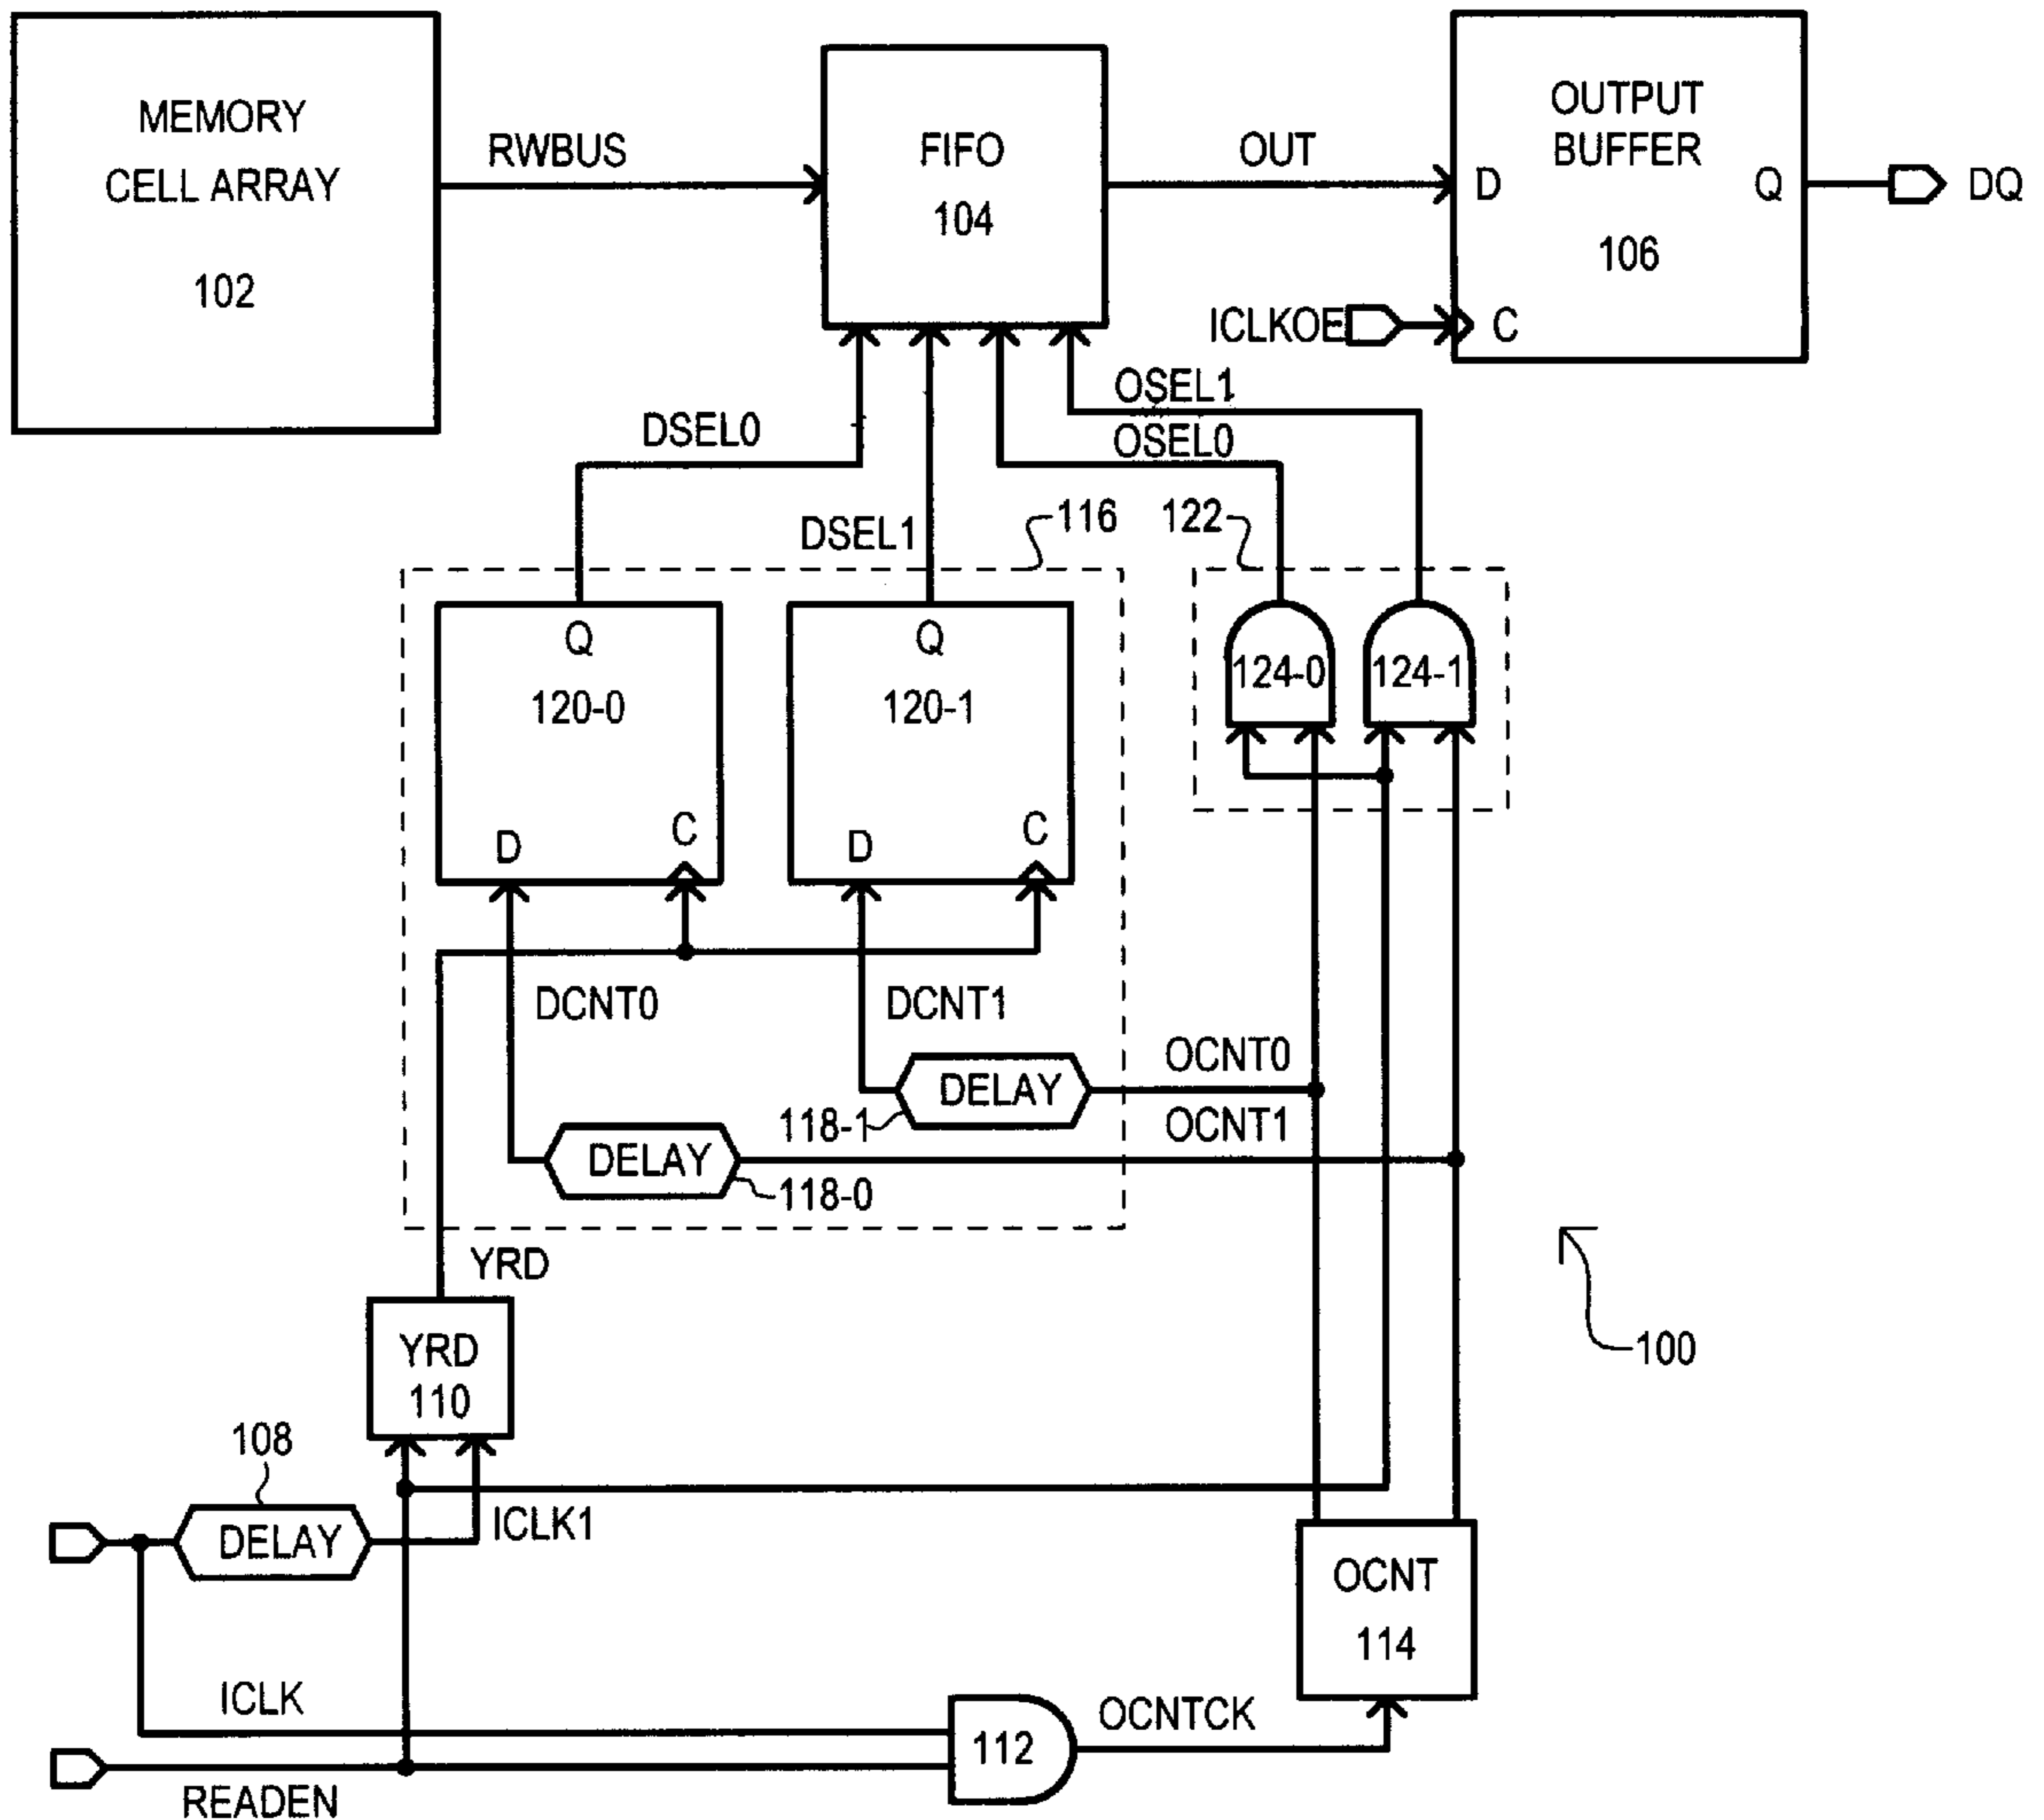 MEMORY
CELL ARRAY
102
RWBUS
FIFO
104
OUT
OUTPUT
BUFFER
D
Q
106
DQ
ICLKOE
C
OSEL1
DSEL0
OSEL0
DSEL1
116
122
Q
120-0
Q
120-1
124-0
124-1
D
C
D
C
DCNT0
DCNT1
OCNT0
DELAY
118-1
OCNT1
DELAY
118-0
YRD
YRD
110
100
108
DELAY
ICLK1
OCNT
114
ICLK
OCNTCK
112
READEN